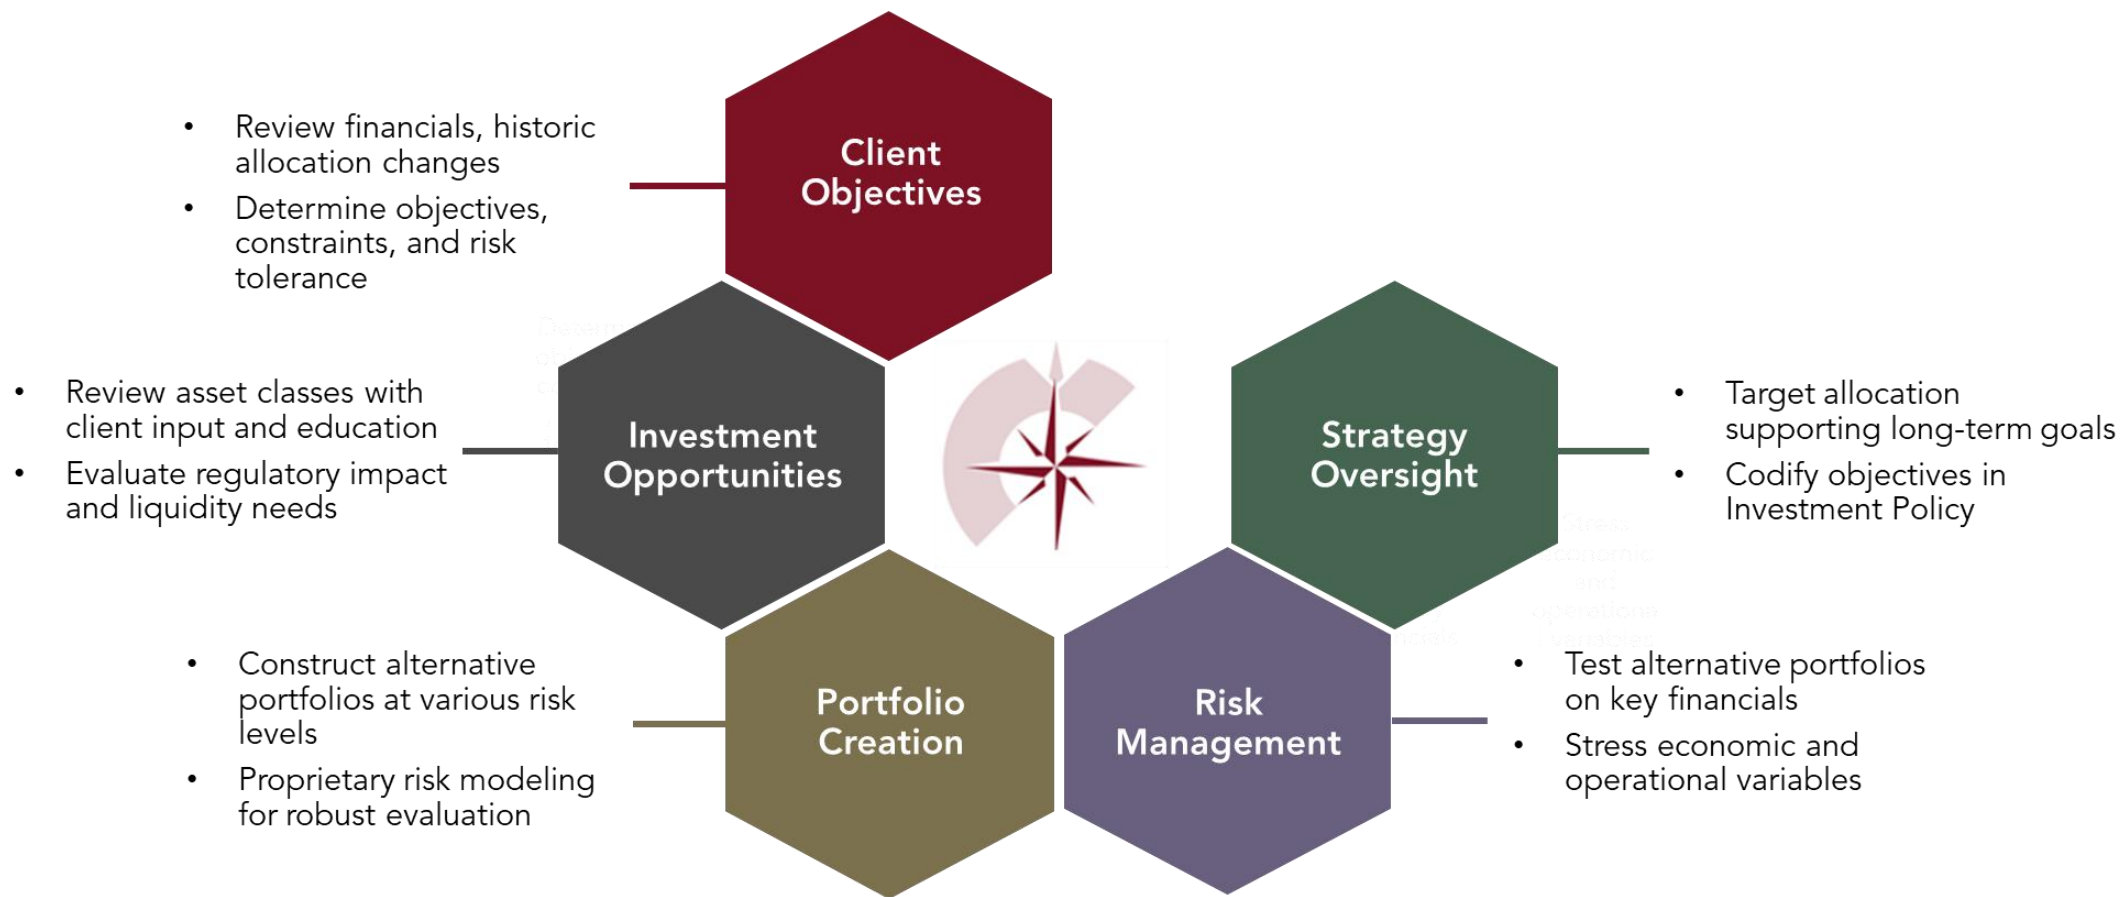 Client
Objectives
• Review financials, historic
allocation changes
• Determine objectives,
constraints, and risk
tolerance
Investment
Opportunities
• Review asset classes with
client input and education
• Evaluate regulatory impact
and liquidity needs
Portfolio
Creation
• Construct alternative
portfolios at various risk
levels
• Proprietary risk modeling
for robust evaluation
Risk
Management
• Test alternative portfolios
on key financials
• Stress economic and
operational variables
Strategy
Oversight
• Target allocation
supporting long-term goals
• Codify objectives in
Investment Policy